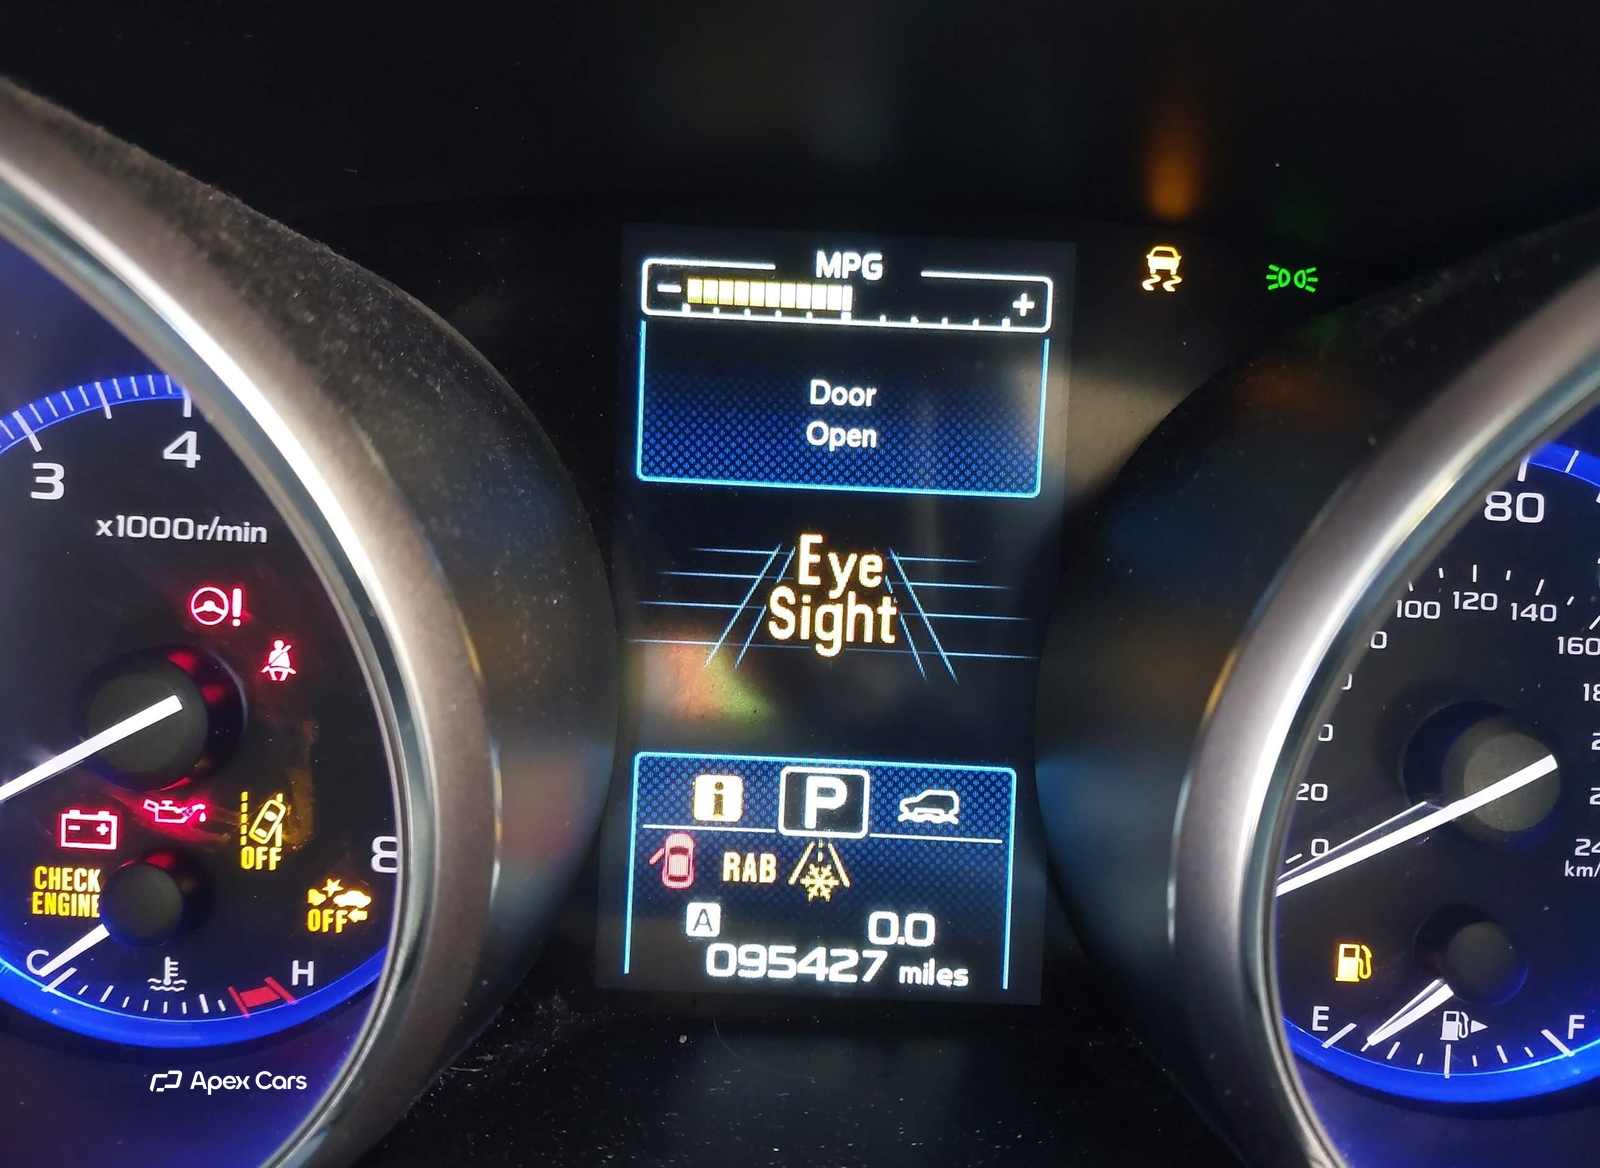 MPG
- +
Door
Open
Eye
Sight
i P
RAB
A 0.0
095427 miles
3
4
x1000r/min
8
OFF
CHECK
ENGINE
OFF
C H
80
100 120 140
160
20
0
km/
E F
Apex Cars